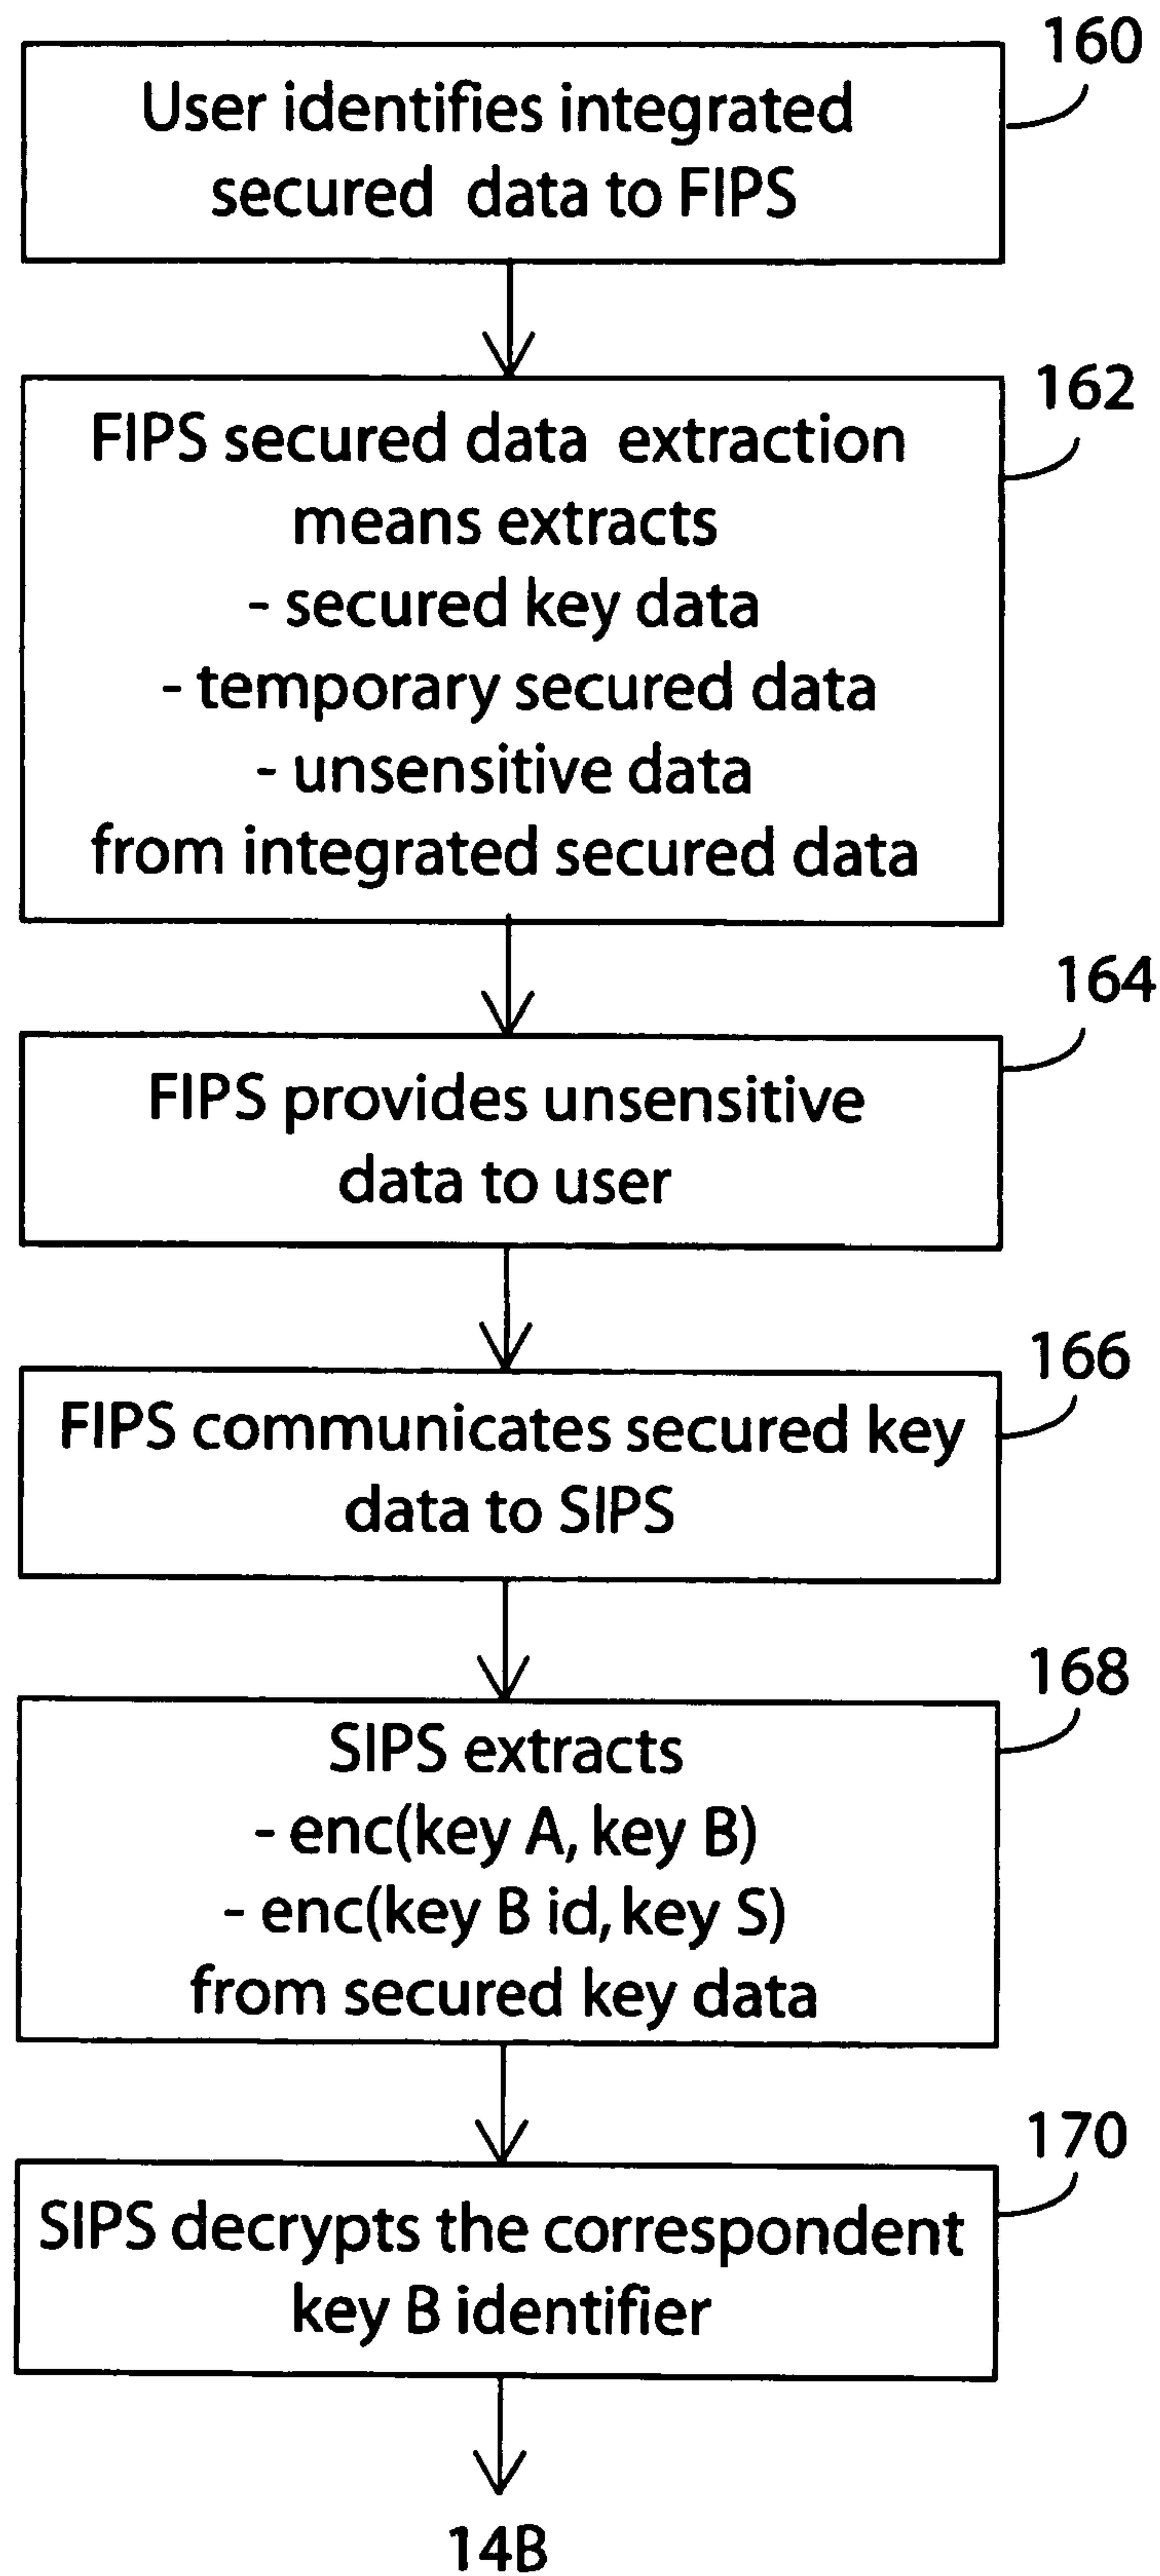 160
User identifies integrated
secured data to FIPS
162
FIPS secured data extraction
means extracts
- secured key data
- temporary secured data
- unsensitive data
from integrated secured data
164
FIPS provides unsensitive
data to user
166
FIPS communicates secured key
data to SIPS
168
SIPS extracts
- enc(key A, key B)
- enc(key B id, key S)
from secured key data
170
SIPS decrypts the correspondent
key B identifier
14B